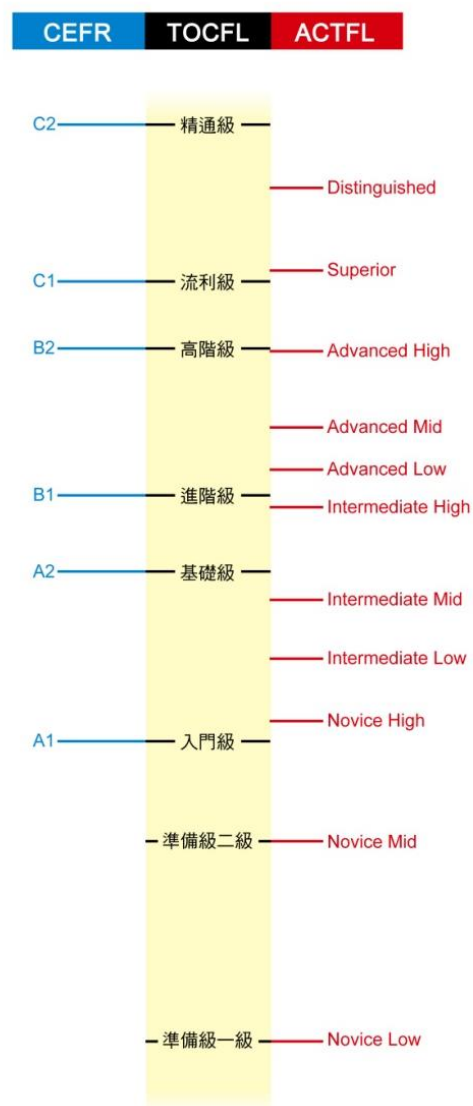 CEFR TOCFL ACTFL
C2 精通級
Distinguished
Superior
C1 流利級
B2 高階級 Advanced High
Advanced Mid
Advanced Low
B1 進階級
Intermediate High
A2 基礎級
Intermediate Mid
Intermediate Low
Novice High
A1 入門級
準備級二級 Novice Mid
準備級一級 Novice Low